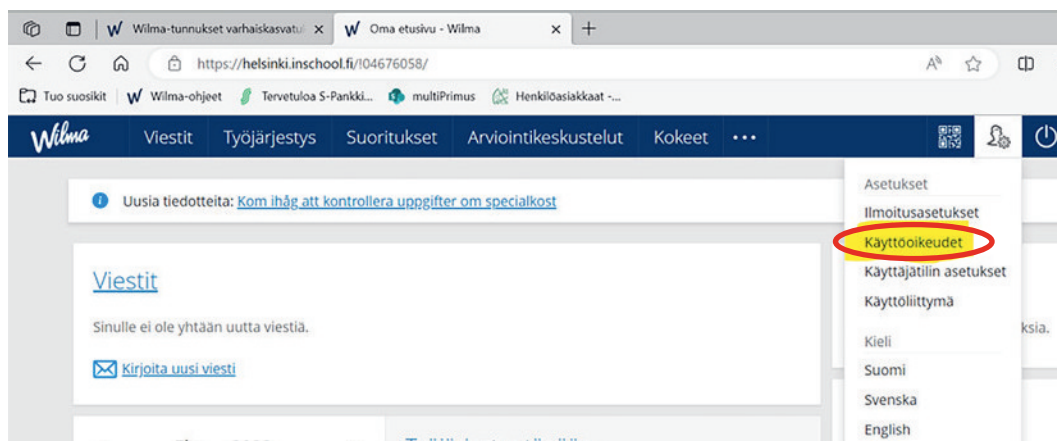 Wilma-tunnukset varhaiskasvatu
Oma etusivu - Wilma
https://helsinki.inschool.fi/!04676058/
Tuo suosikit
Wilma-ohjeet
Tervetuloa S-Pankki...
multiPrimus
Henkilöasiakkaat -...
Wilma
Viestit
Työjärjestys
Suoritukset
Arviointikeskustelut
Kokeet
Uusia tiedotteita: Kom ihåg att kontrollera uppgifter om specialkost
Viestit
Sinulle ei ole yhtään uutta viestiä.
Kirjoita uusi viesti
Asetukset
Ilmoitusasetukset
Käyttöoikeudet
Käyttäjätilin asetukset
Käyttöliittymä
Kieli
Suomi
Svenska
English
ksia.